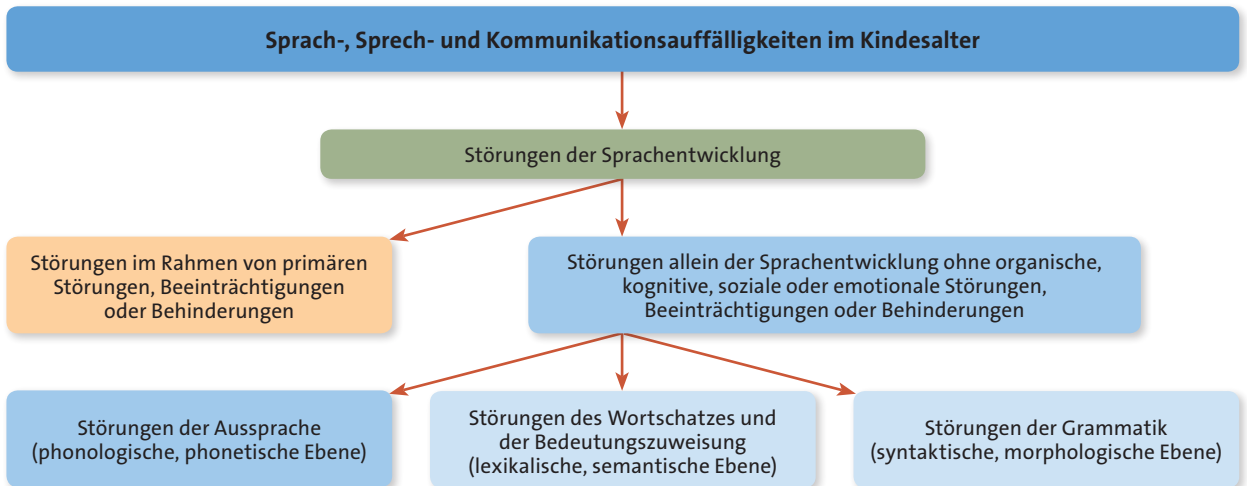 Sprach-, Sprech- und Kommunikationsauffälligkeiten im Kindesalter
Störungen der Sprachentwicklung
Störungen im Rahmen von primären
Störungen, Beeinträchtigungen
oder Behinderungen
Störungen allein der Sprachentwicklung ohne organische,
kognitive, soziale oder emotionale Störungen,
Beeinträchtigungen oder Behinderungen
Störungen der Aussprache
(phonologische, phonetische Ebene)
Störungen des Wortschatzes und
der Bedeutungszuweisung
(lexikalische, semantische Ebene)
Störungen der Grammatik
(syntaktische, morphologische Ebene)